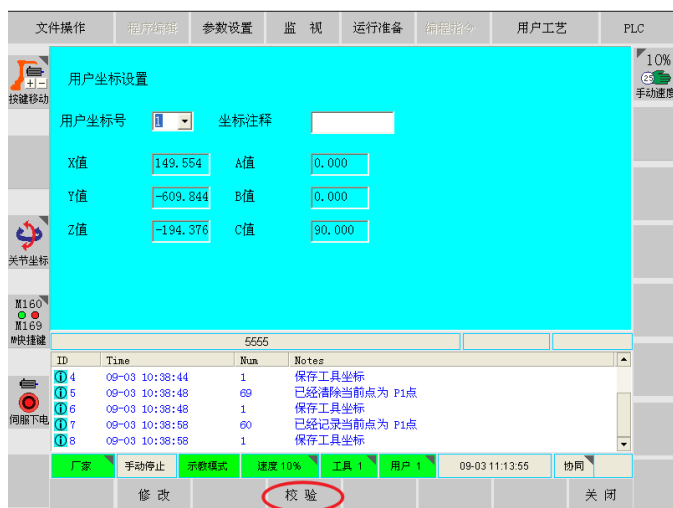 文件操作 程序编辑 参数设置 监 视 运行准备 编程指令 用户工艺 PLC
10%
25
手动速度
+ -
按键移动
用户坐标设置
用户坐标号 1 坐标注释
X值 149.554 A值 0.000
Y值 -609.844 B值 0.000
Z值 -194.376 C值 90.000
关节坐标
M160
M169
M快捷键
5555
ID Time Num Notes
4 09-03 10:38:44 1 保存工具坐标
5 09-03 10:38:48 69 已经清除当前点为 P1点
6 09-03 10:38:48 1 保存工具坐标
7 09-03 10:38:58 60 已经记录当前点为 P1点
8 09-03 10:38:58 1 保存工具坐标
伺服下电
厂家 手动停止 示教模式 速度 10% 工具 1 用户 1 09-03 11:13:55 协同
修 改 校 验 关 闭